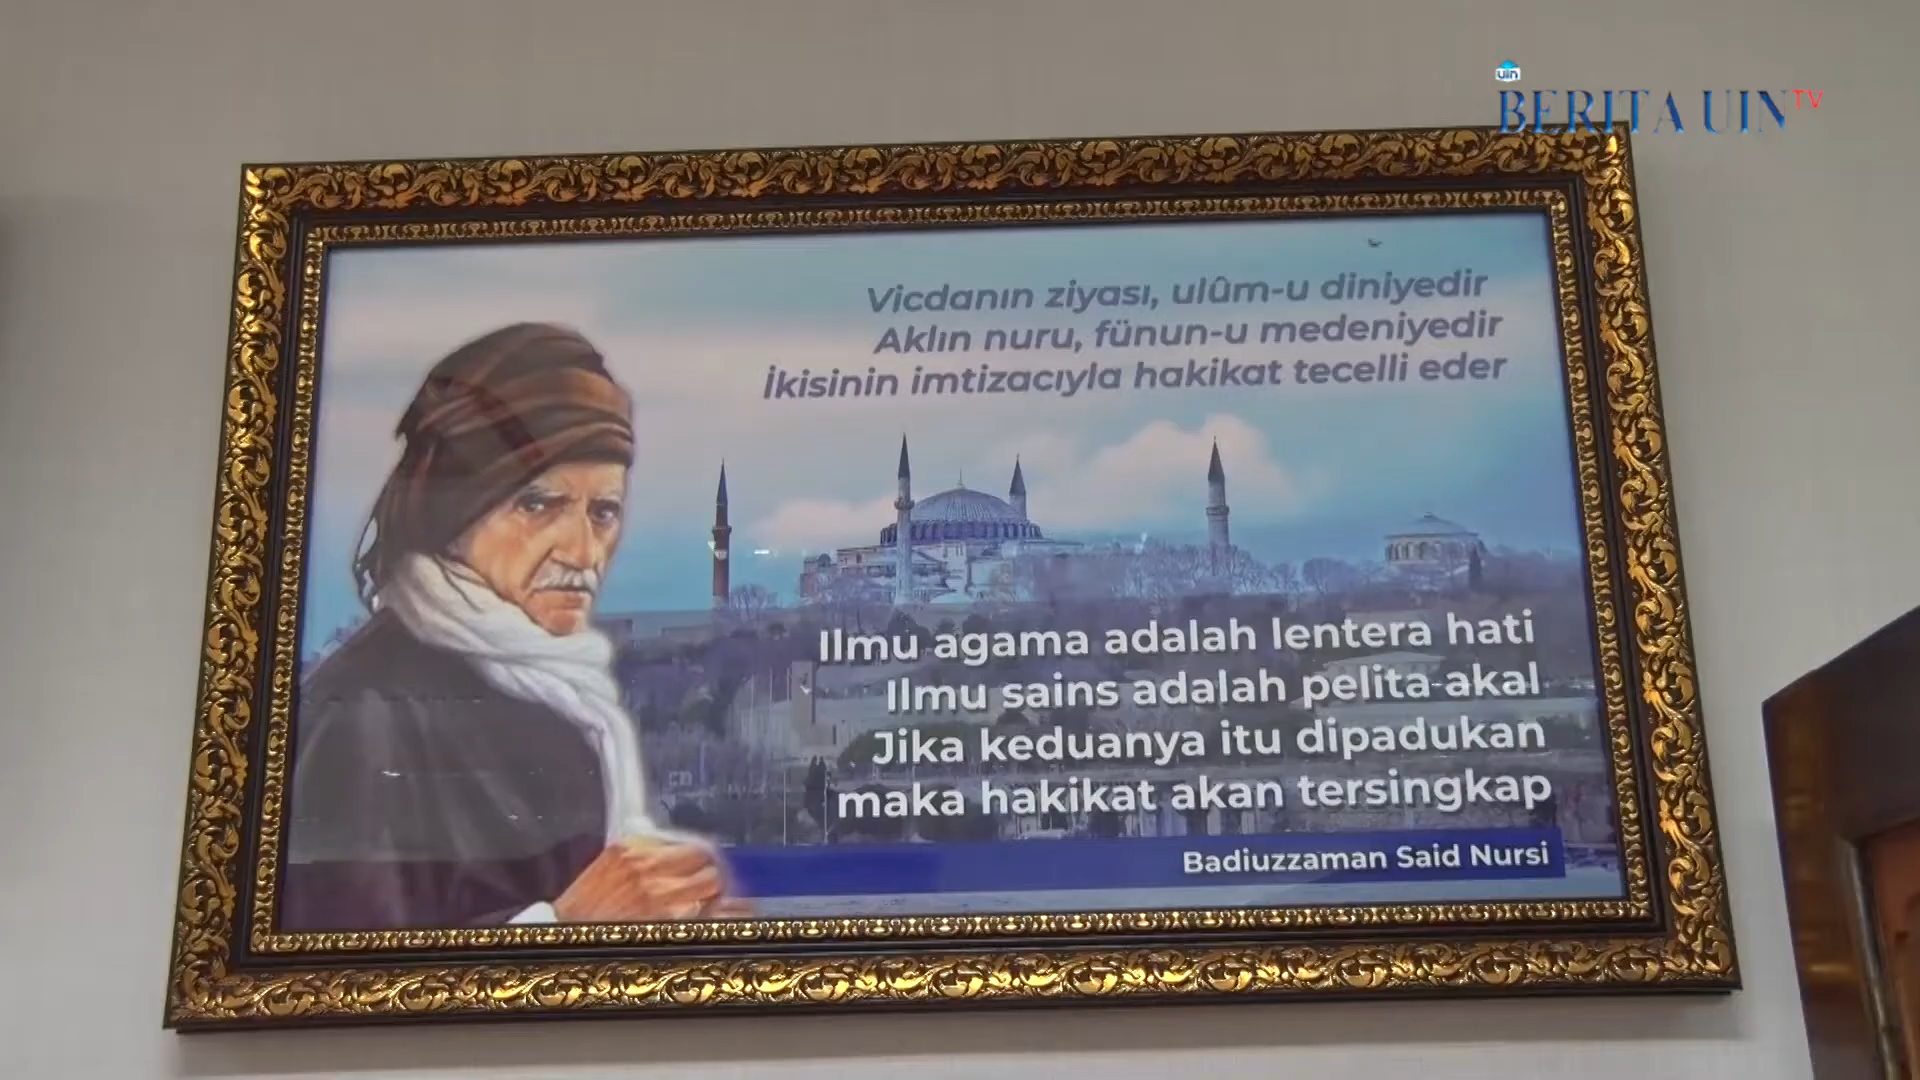 uin
BERITA UIN TV
Vicdanın ziyası, ulûm-u diniyedir
Aklın nuru, fünun-u medeniyedir
İkisinin imtizacıyla hakikat tecelli eder
Ilmu agama adalah lentera hati
Ilmu sains adalah pelita akal
Jika keduanya itu dipadukan
maka hakikat akan tersingkap
Badiuzzaman Said Nursi